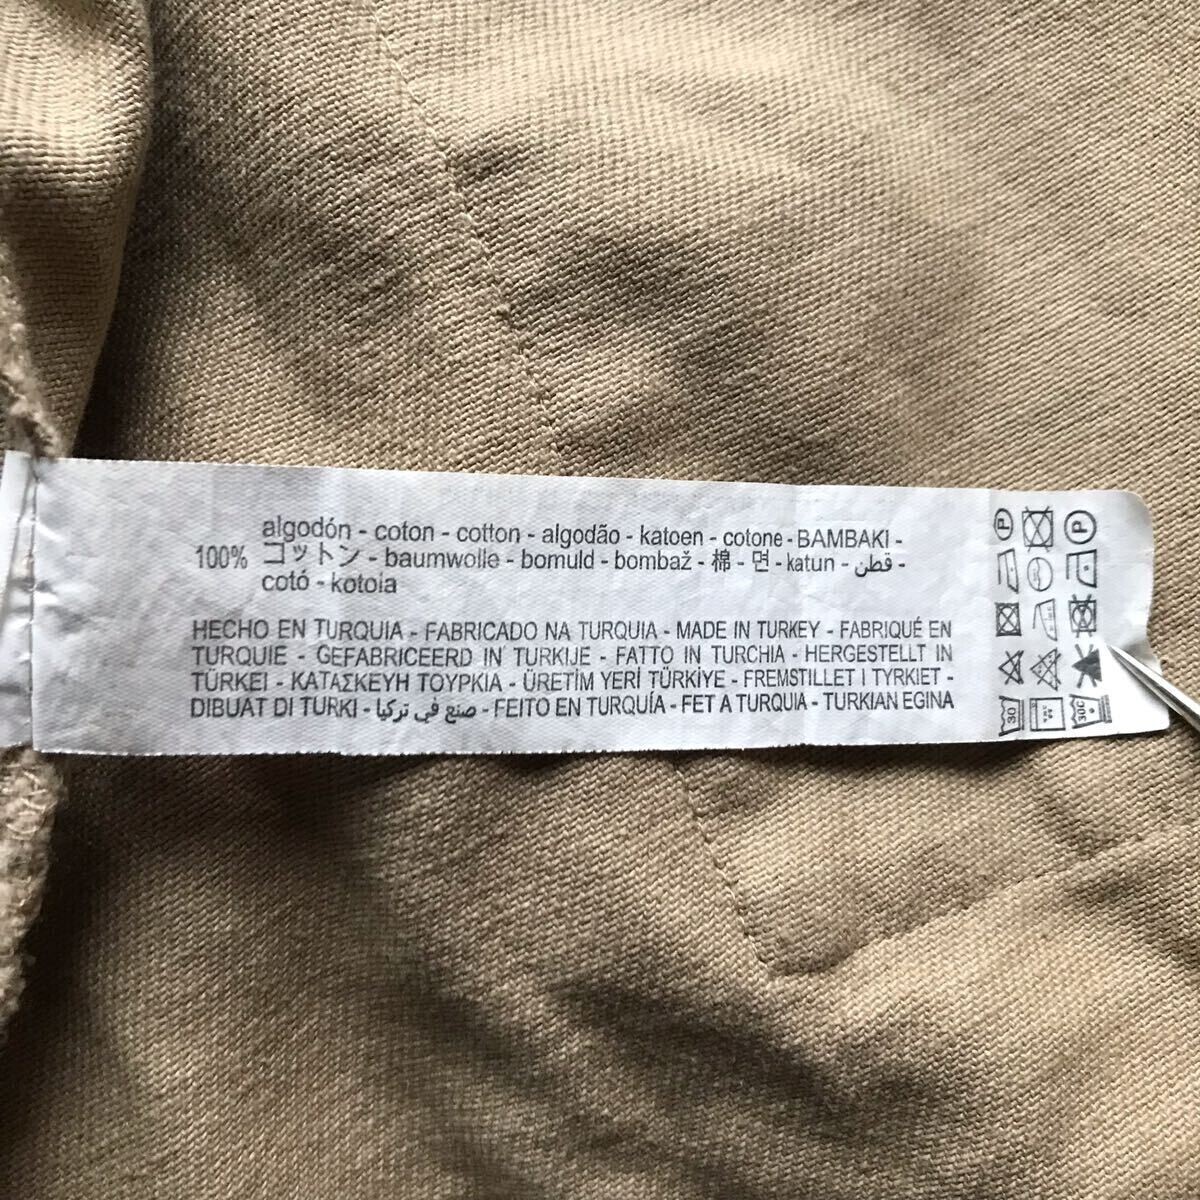 algodón - coton - cotton - algodão - katoen - cotone - BAMBAKI -
100% コットン - baumwolle - bomuld - bombaž - 棉 - 면 - katun - قطن -
cotó - kotoia
HECHO EN TURQUIA - FABRICADO NA TURQUIA - MADE IN TURKEY - FABRIQUÉ EN
TURQUIE - GEFABRICEERD IN TURKIJE - FATTO IN TURCHIA - HERGESTELLT IN
TÜRKEI - ΚΑΤΑΣΚΕΥΗ ΤΟΥΡΚΙΑ - ÜRETİM YERİ TÜRKİYE - FREMSTILLET I TYRKIET -
DIBUAT DI TURKI - صنع في تركيا - FEITO EN TURQUÍA - FET A TURQUIA - TURKIAN EGINA
P P
30 30C